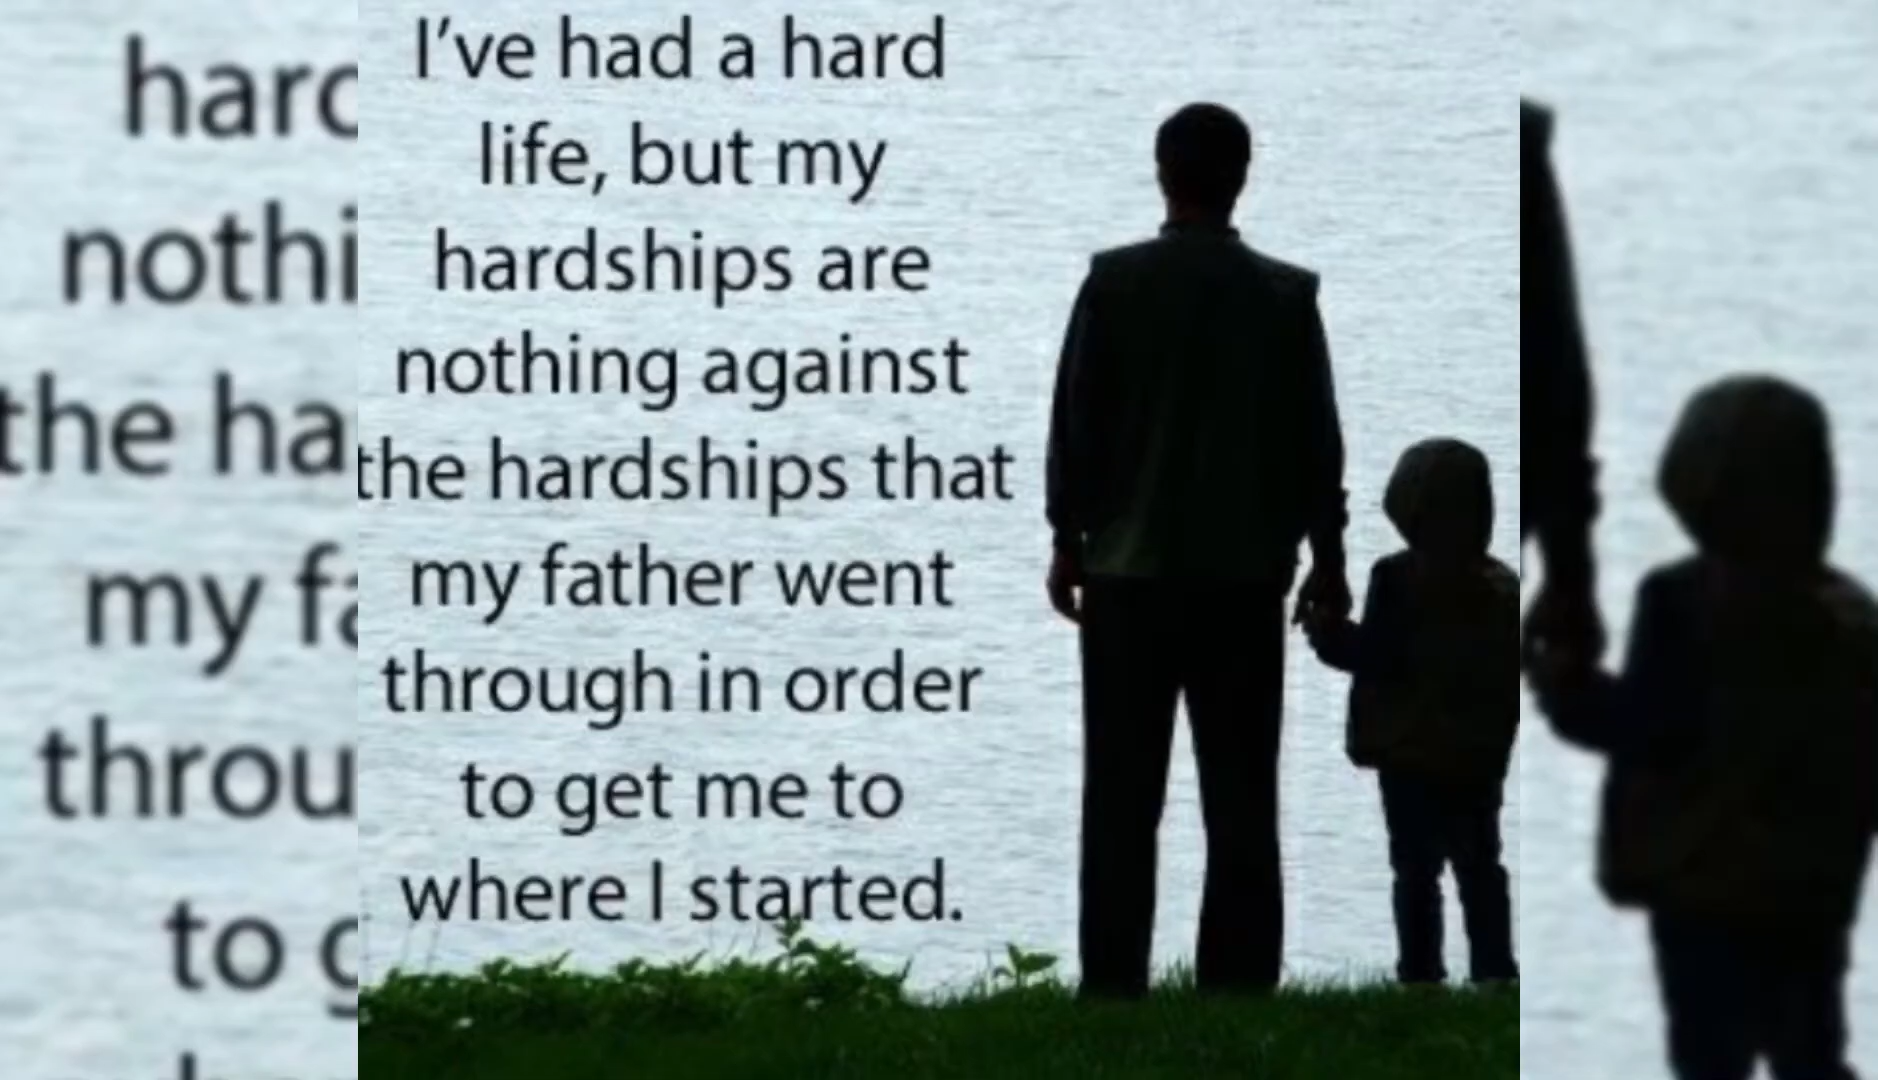 I've had a hard
life, but my
hardships are
nothing against
the hardships that
my father went
through in order
to get me to
where I started.